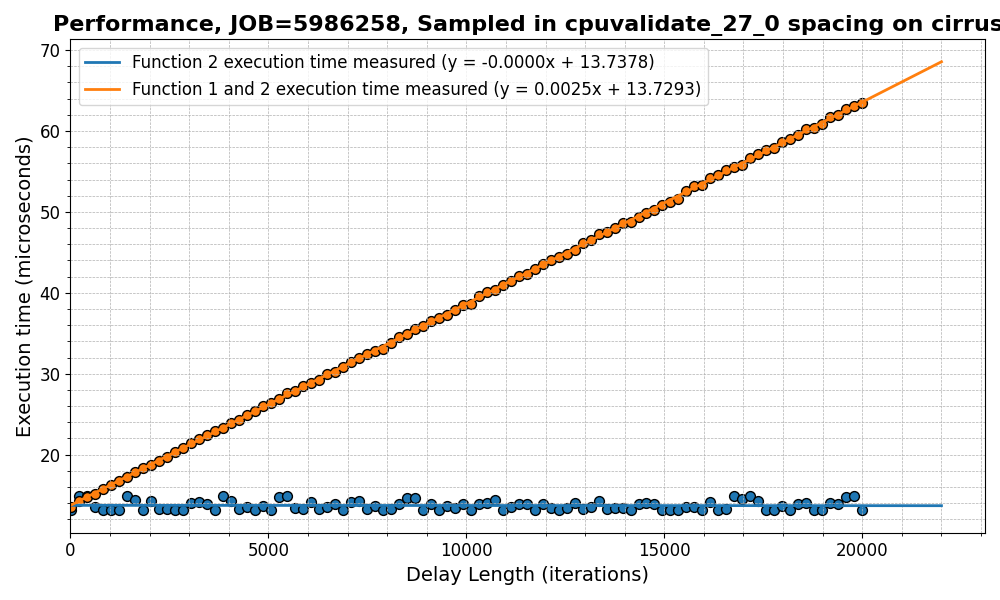 Performance, JOB=5986258, Sampled in cpuvalidate_27_0 spacing on cirrus
Function 2 execution time measured (y = -0.0000x + 13.7378)
Function 1 and 2 execution time measured (y = 0.0025x + 13.7293)
Execution time (microseconds)
70
60
50
40
30
20
0 5000 10000 15000 20000
Delay Length (iterations)